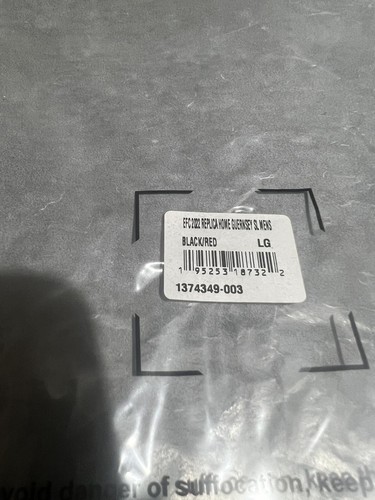 EFC 2022 REPLICA HOME GUERNSEY SL MENS
BLACK/RED LG
1 95253 18732 2
1374349-003
avoid danger of suffocation, keep